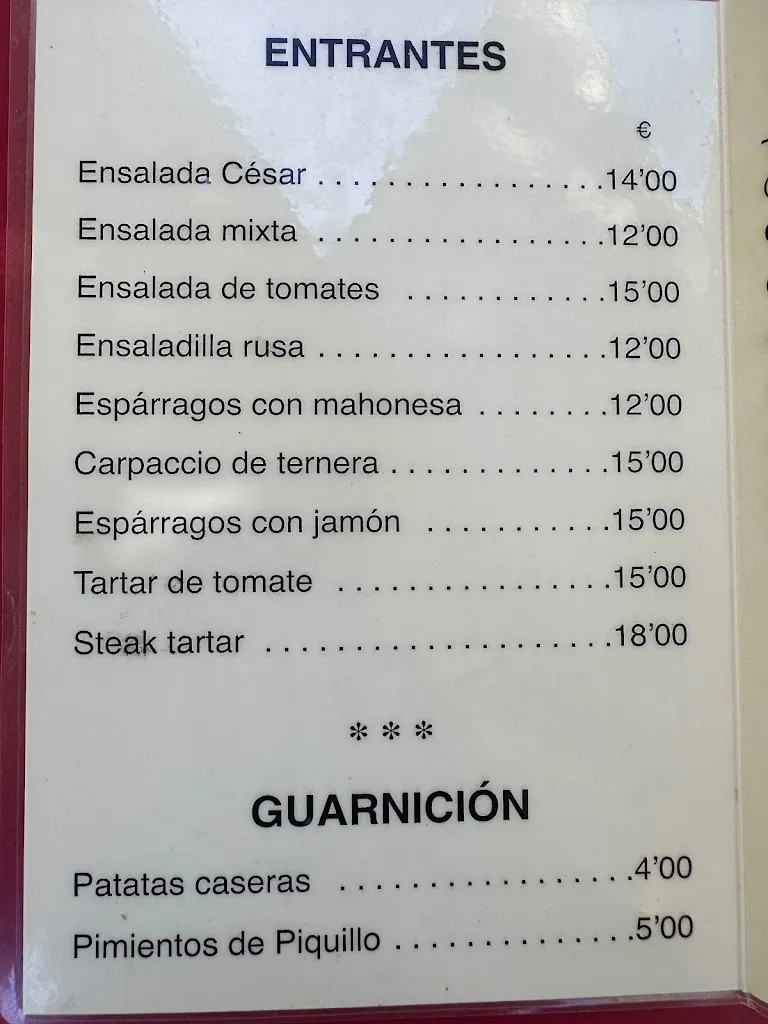 ENTRANTES
€
Ensalada César . . . . . . . . . . . . . . . . . .14'00
Ensalada mixta . . . . . . . . . . . . . . . . . .12'00
Ensalada de tomates . . . . . . . . . . . .15'00
Ensaladilla rusa . . . . . . . . . . . . . . . . . .12'00
Espárragos con mahonesa . . . . . . . .12'00
Carpaccio de ternera . . . . . . . . . . . . .15'00
Espárragos con jamón . . . . . . . . . . .15'00
Tartar de tomate . . . . . . . . . . . . . . . .15'00
Steak tartar . . . . . . . . . . . . . . . . . . . .18'00
* * *
GUARNICIÓN
Patatas caseras . . . . . . . . . . . . . . . . .4'00
Pimientos de Piquillo . . . . . . . . . . . . . .5'00